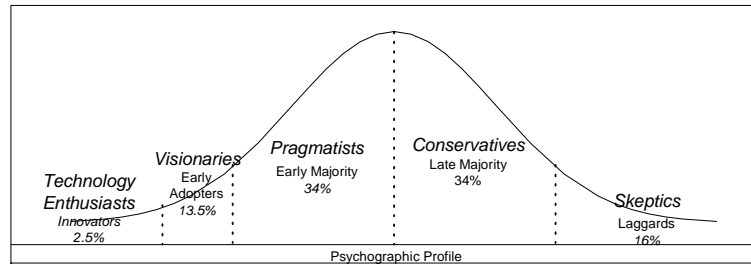 Technology
Enthusiasts
Innovators
2.5%
Visionaries
Early
Adopters
13.5%
Pragmatists
Early Majority
34%
Conservatives
Late Majority
34%
Skeptics
Laggards
16%
Psychographic Profile